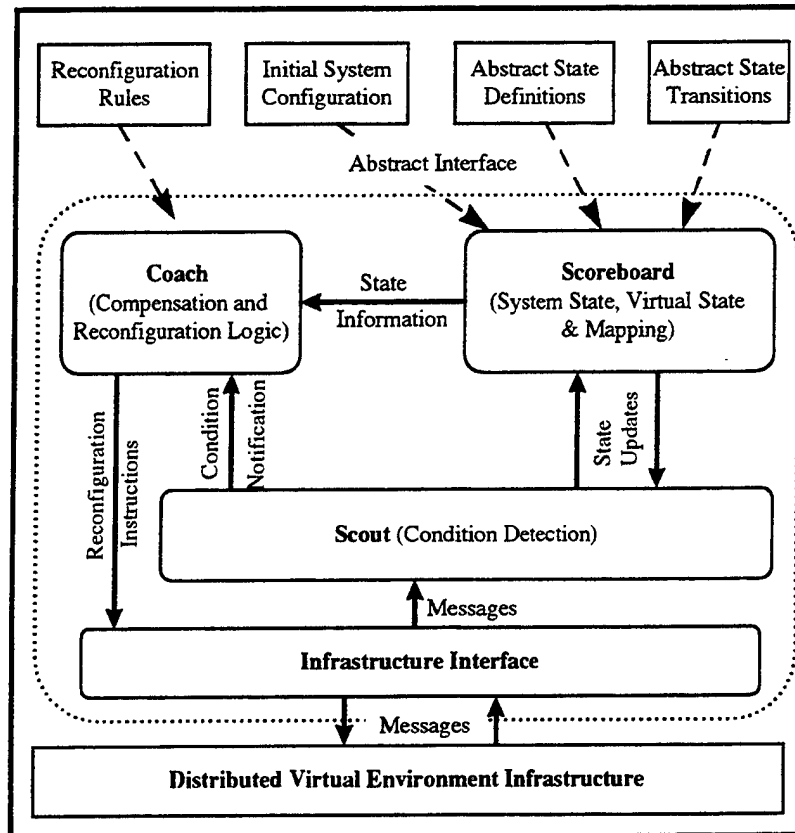 Reconfiguration
Rules
Initial System
Configuration
Abstract State
Definitions
Abstract State
Transitions
Abstract Interface
Coach
(Compensation and
Reconfiguration Logic)
State
Information
Scoreboard
(System State, Virtual State
& Mapping)
Reconfiguration
Instructions
Condition
Notification
State
Updates
Scout (Condition Detection)
Messages
Infrastructure Interface
Messages
Distributed Virtual Environment Infrastructure